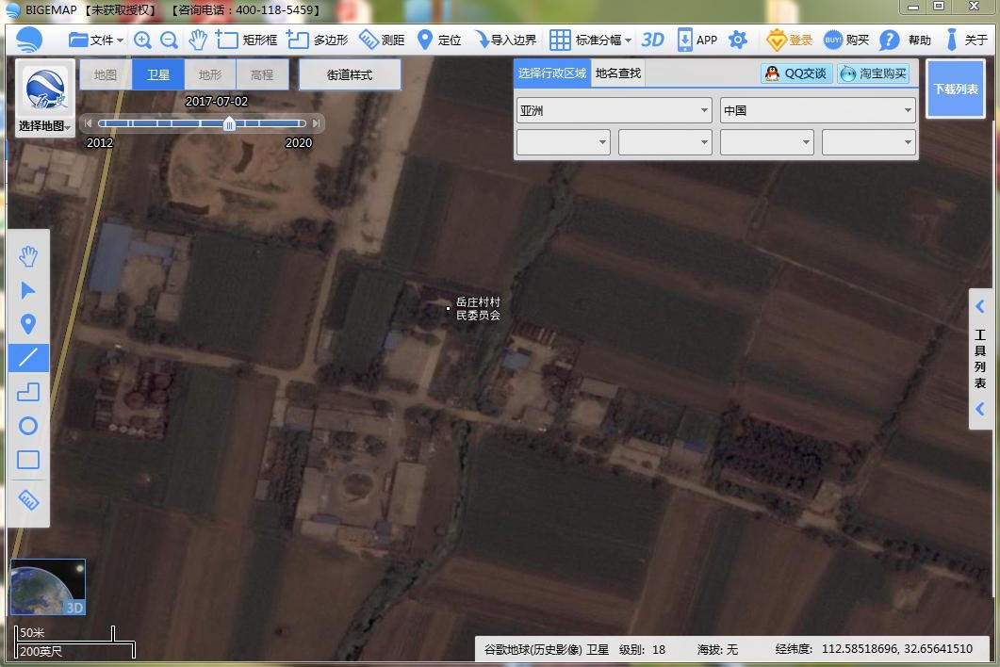 BIGEMAP 【未获取授权】 【咨询电话：400-118-5459】
文件 矩形框 多边形 测距 定位 导入边界 标准分幅 3D APP 登录 BUY! 购买 ? 帮助 关于
历史
选择地图
地图 卫星 地形 高程 街道样式
2017-07-02
2012 2020
选择行政区域 地名查找 QQ交谈 淘宝购买
亚洲 中国
下载列表
岳庄村村
民委员会
工具列表
3D
50米
200英尺
谷歌地球(历史影像) 卫星 级别: 18 海拔: 无 经纬度: 112.58518696, 32.65641510